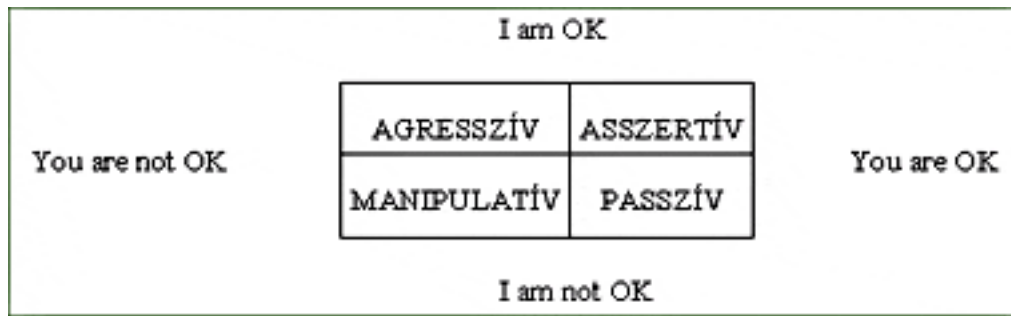 I am OK
AGRESSZÍV ASSZERTÍV
You are not OK
You are OK
MANIPULATÍV PASSZÍV
I am not OK